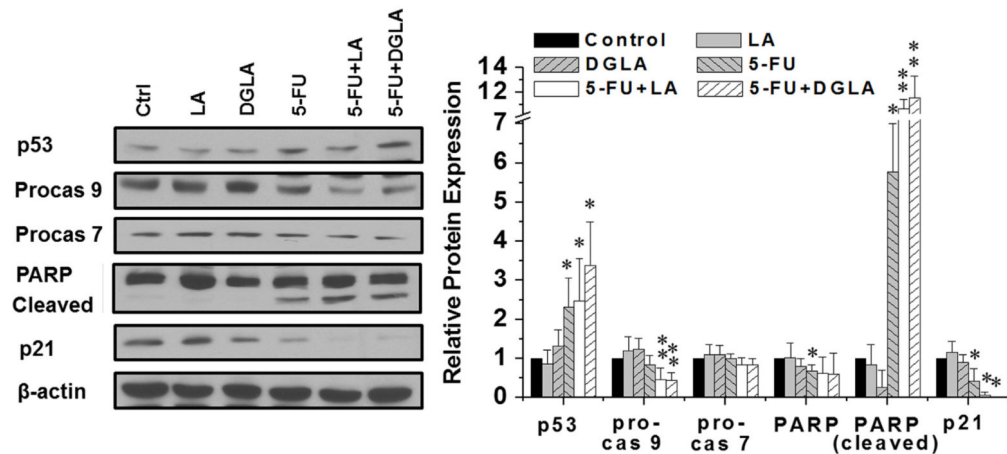 Ctrl
LA
DGLA
5-FU
5-FU+LA
5-FU+DGLA
p53
Procas 9
Procas 7
PARP
Cleaved
p21
β-actin
Relative Protein Expression
Control
LA
DGLA
5-FU
5-FU+LA
5-FU+DGLA
14
12
10
8
7
6
5
4
3
2
1
0
*
*
*
**
**
*
*
**
**
*
*
*
p53
pro-
cas 9
pro-
cas 7
PARP
PARP
(cleaved)
p21